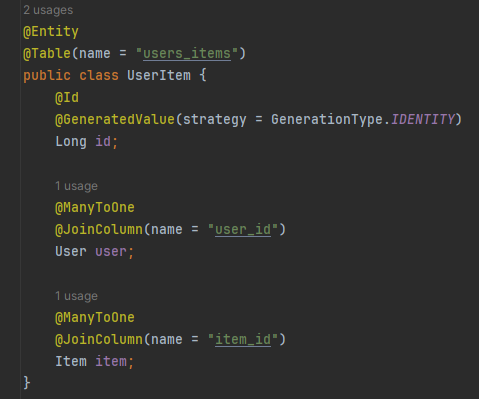 2 usages
@Entity
@Table(name = "users_items")
public class UserItem {
@Id
@GeneratedValue(strategy = GenerationType.IDENTITY)
Long id;
1 usage
@ManyToOne
@JoinColumn(name = "user_id")
User user;
1 usage
@ManyToOne
@JoinColumn(name = "item_id")
Item item;
}